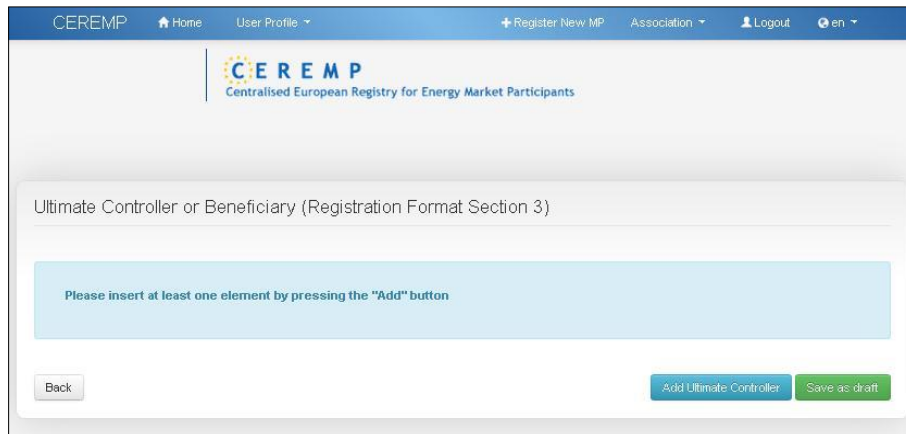 CEREMP Home User Profile Register New MP Association Logout en
CEREMP
Centralised European Registry for Energy Market Participants
Ultimate Controller or Beneficiary (Registration Format Section 3)
Please insert at least one element by pressing the "Add" button
Back Add Ultimate Controller Save as draft